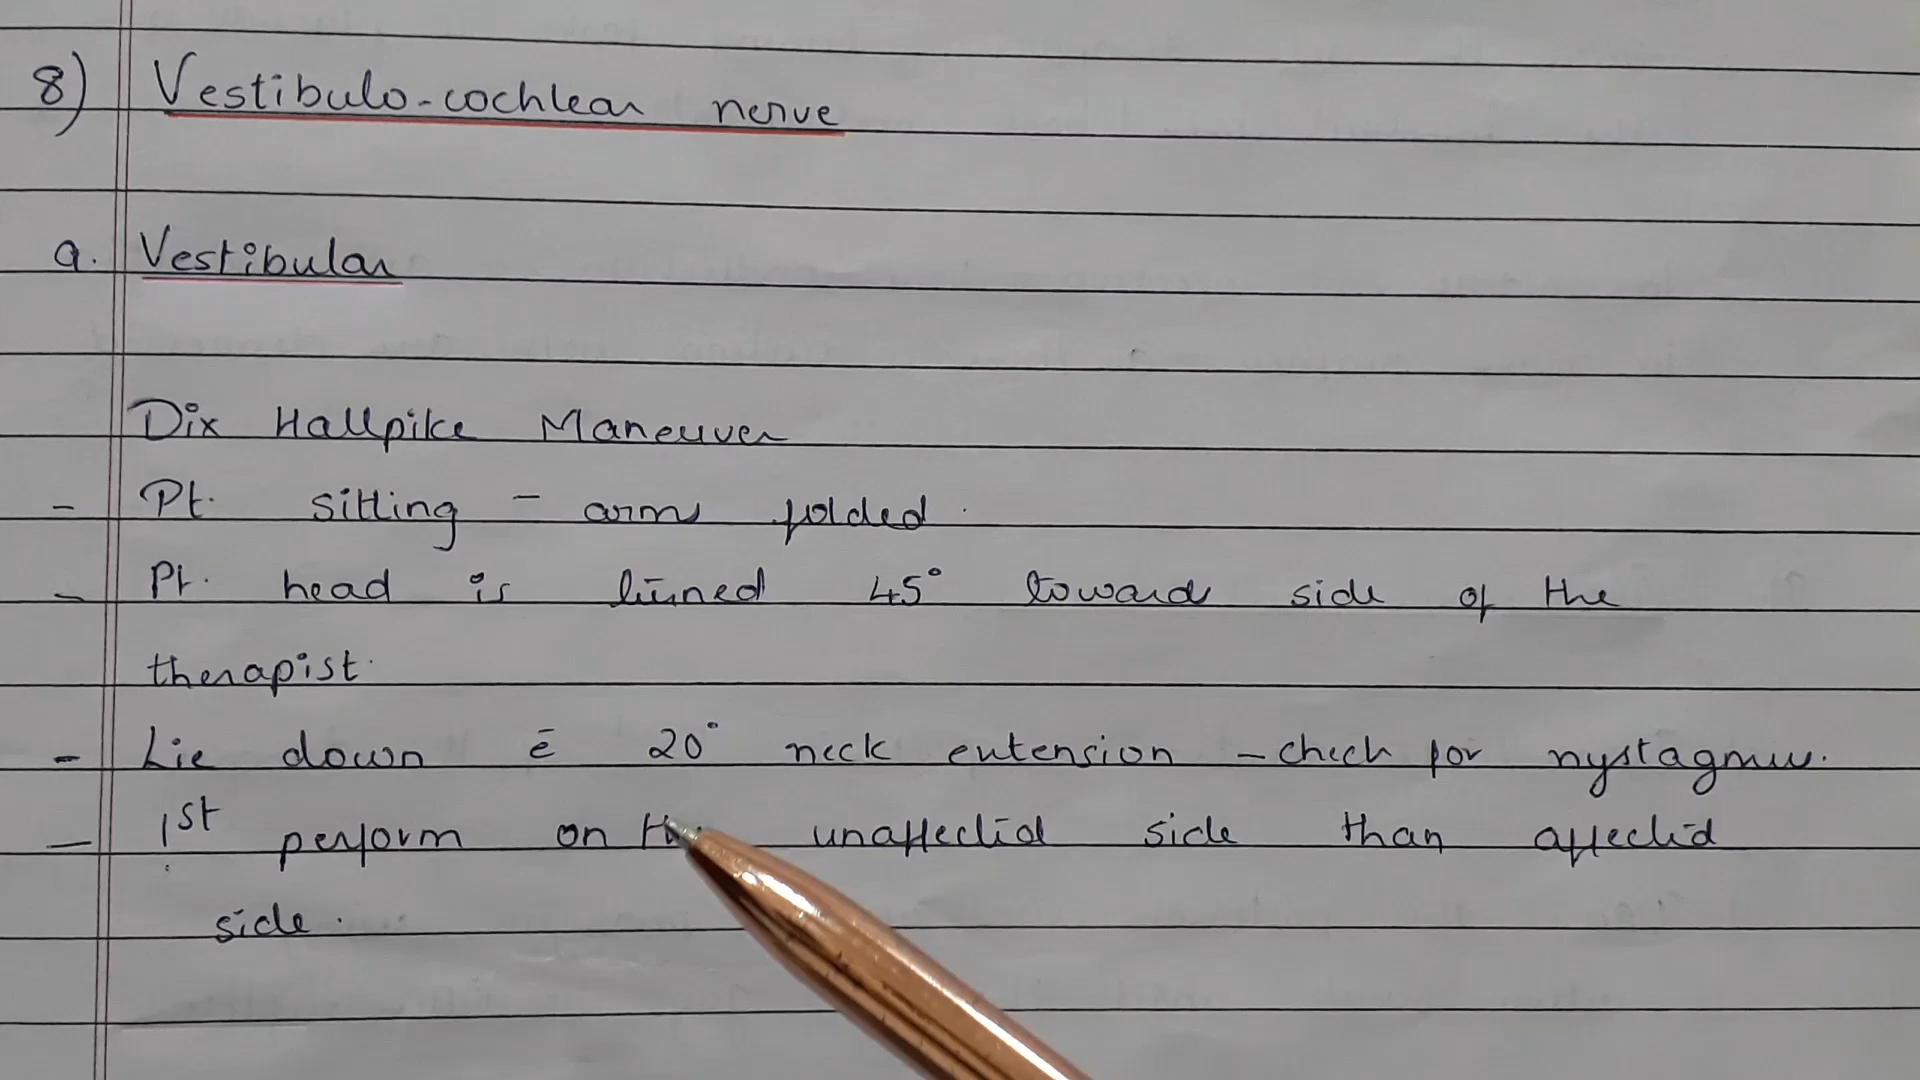 8) Vestibulo-cochlear nerve
a. Vestibular
Dix Hallpike Maneuver
- Pt. sitting - arms folded.
- Pt. head is turned 45° toward side of the
therapist.
- Lie down c̄ 20° neck extension - check for nystagmus.
- 1st perform on unaffected side than affected
side.